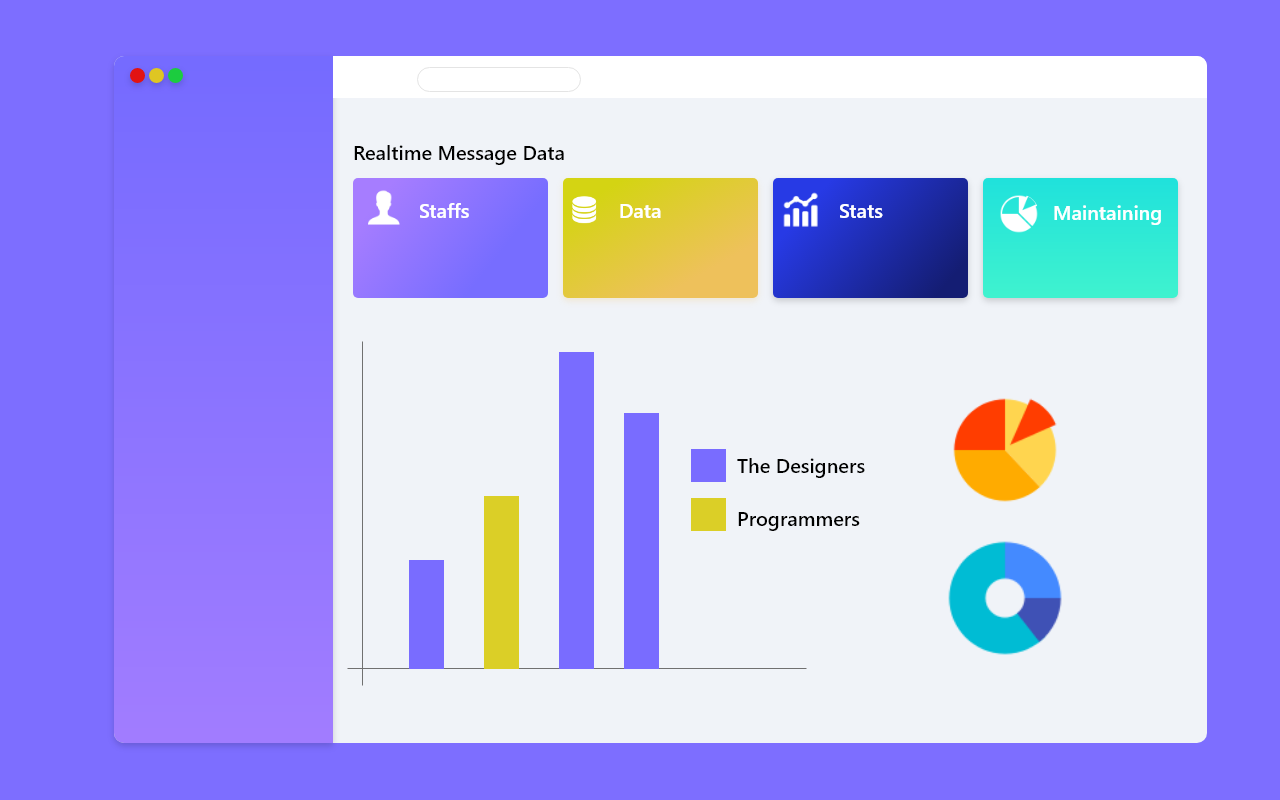 Realtime Message Data
Staffs
Data
Stats
Maintaining
The Designers
Programmers